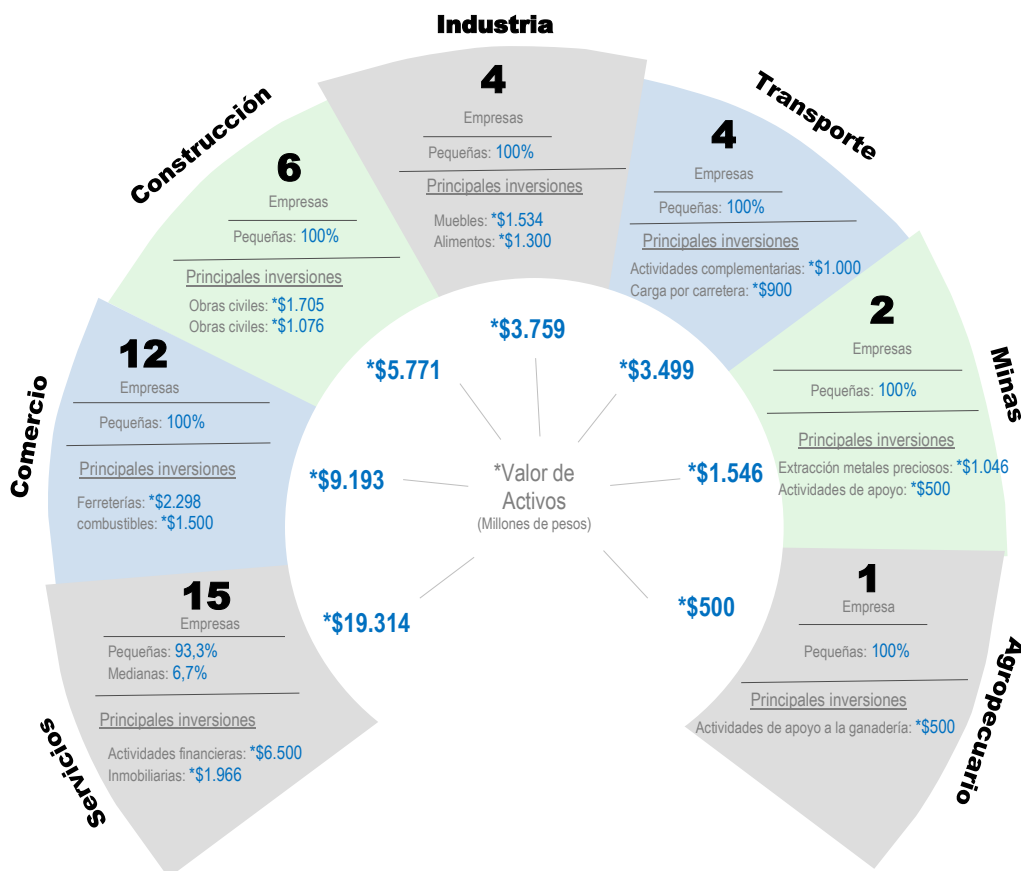 Industria
4
Empresas
Pequeñas: 100%
Principales inversiones
Muebles: *$1.534
Alimentos: *$1.300
Transporte
4
Empresas
Pequeñas: 100%
Principales inversiones
Actividades complementarias: *$1.000
Carga por carretera: *$900
Construcción
6
Empresas
Pequeñas: 100%
Principales inversiones
Obras civiles: *$1.705
Obras civiles: *$1.076
Minas
2
Empresas
Pequeñas: 100%
Principales inversiones
Extracción metales preciosos: *$1.046
Actividades de apoyo: *$500
Comercio
12
Empresas
Pequeñas: 100%
Principales inversiones
Ferreterías: *$2.298
combustibles: *$1.500
Servicios
15
Empresas
Pequeñas: 93,3%
Medianas: 6,7%
Principales inversiones
Actividades financieras: *$6.500
Inmobiliarias: *$1.966
Agropecuario
1
Empresa
Pequeñas: 100%
Principales inversiones
Actividades de apoyo a la ganadería: *$500
*$3.759
*$5.771
*$3.499
*$9.193
*$1.546
*$19.314
*$500
*Valor de
Activos
(Millones de pesos)